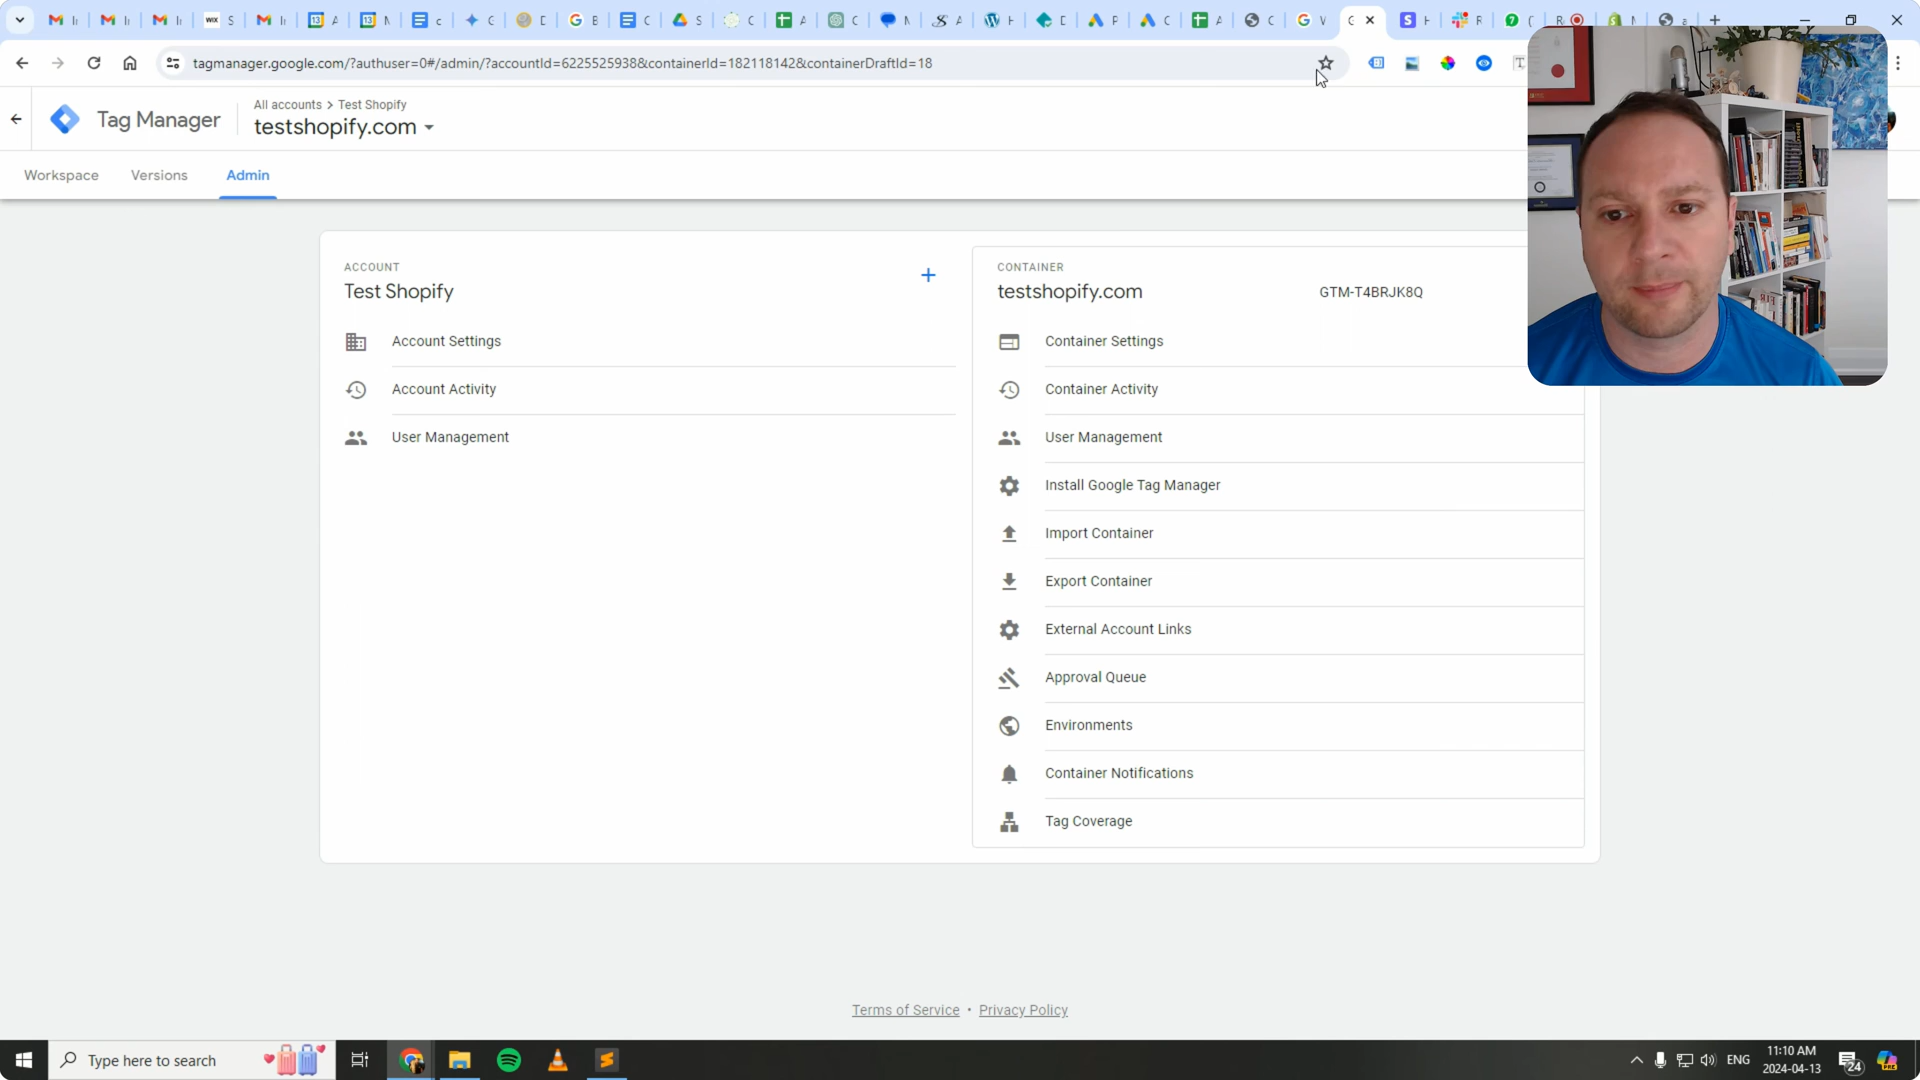 tagmanager.google.com/?authuser=0#/admin/?accountId=6225525938&containerId=182118142&containerDraftId=18
Tag Manager
All accounts > Test Shopify
testshopify.com
Workspace
Versions
Admin
ACCOUNT
Test Shopify
Account Settings
Account Activity
User Management
CONTAINER
testshopify.com
GTM-T4BRJK8Q
Container Settings
Container Activity
User Management
Install Google Tag Manager
Import Container
Export Container
External Account Links
Approval Queue
Environments
Container Notifications
Tag Coverage
Terms of Service • Privacy Policy
Type here to search
ENG
11:10 AM
2024-04-13
24